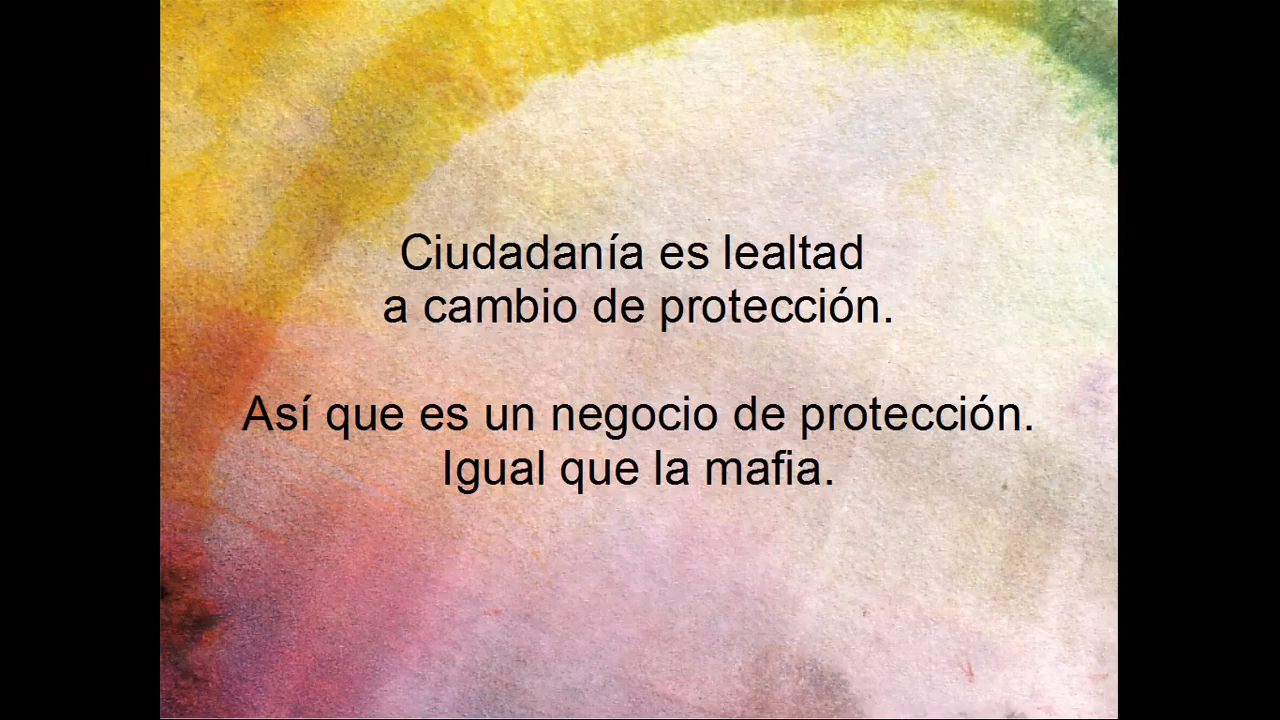 Ciudadanía es lealtad
a cambio de protección.
Así que es un negocio de protección.
Igual que la mafia.